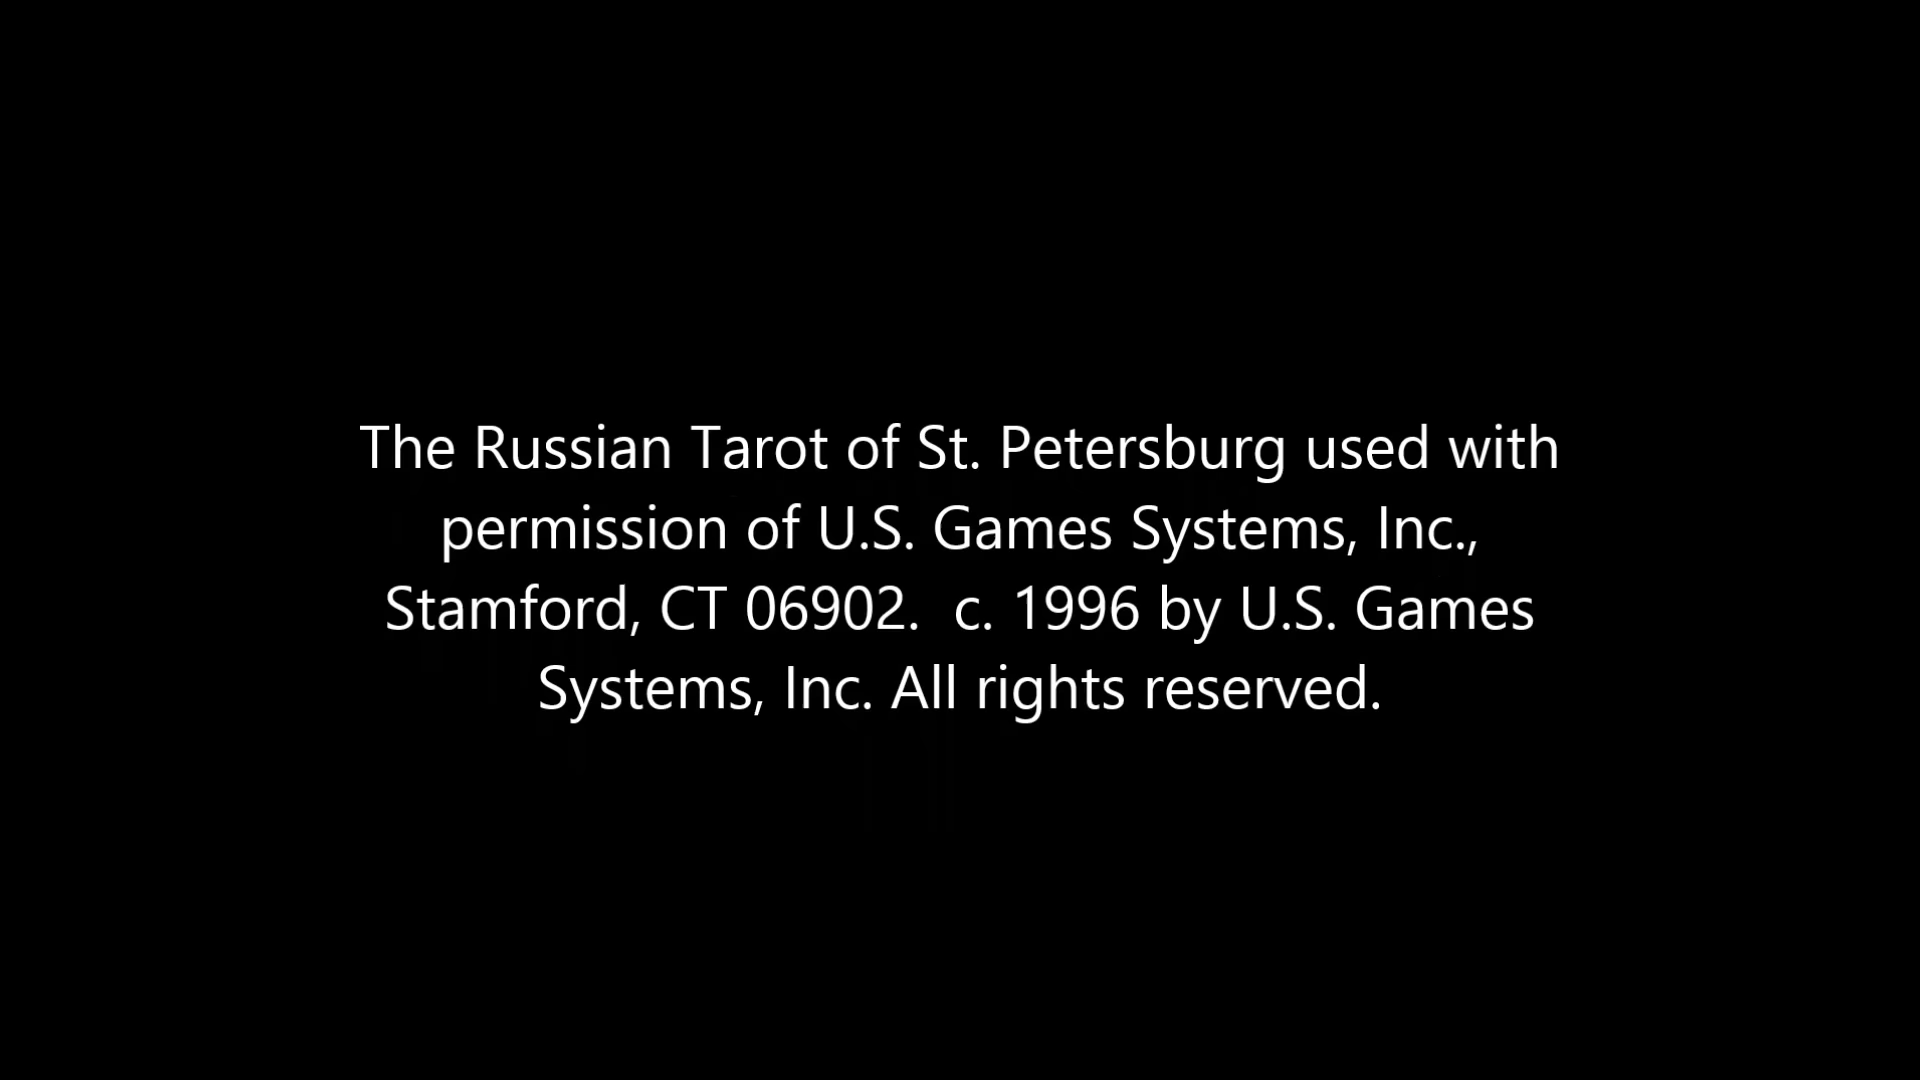 The Russian Tarot of St. Petersburg used with
permission of U.S. Games Systems, Inc.,
Stamford, CT 06902.  c. 1996 by U.S. Games
Systems, Inc. All rights reserved.